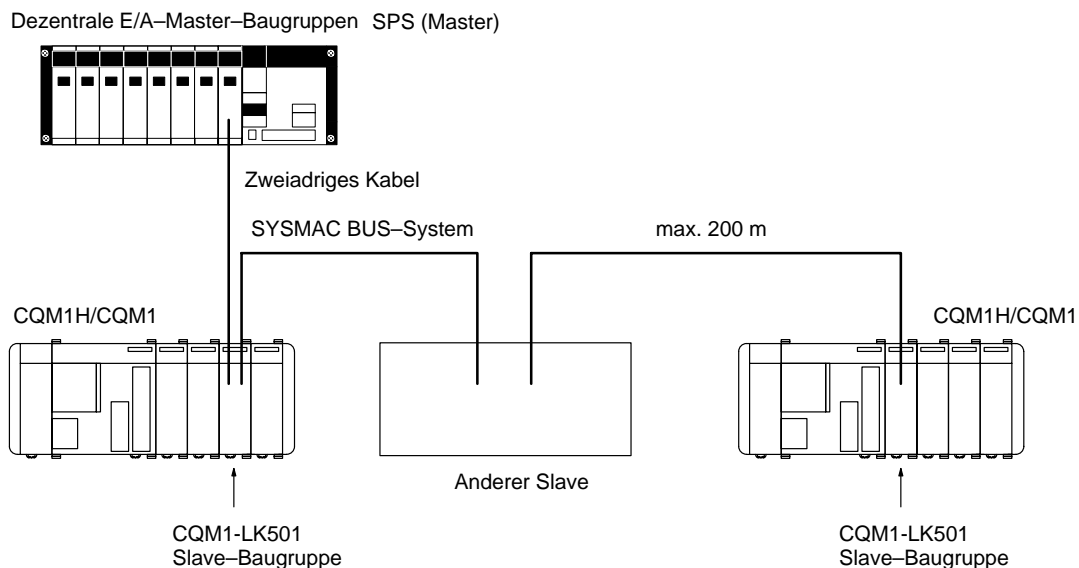 Dezentrale E/A–Master–Baugruppen SPS (Master)
Zweiadriges Kabel
SYSMAC BUS–System
max. 200 m
CQM1H/CQM1
CQM1H/CQM1
Anderer Slave
CQM1-LK501
Slave–Baugruppe
CQM1-LK501
Slave–Baugruppe